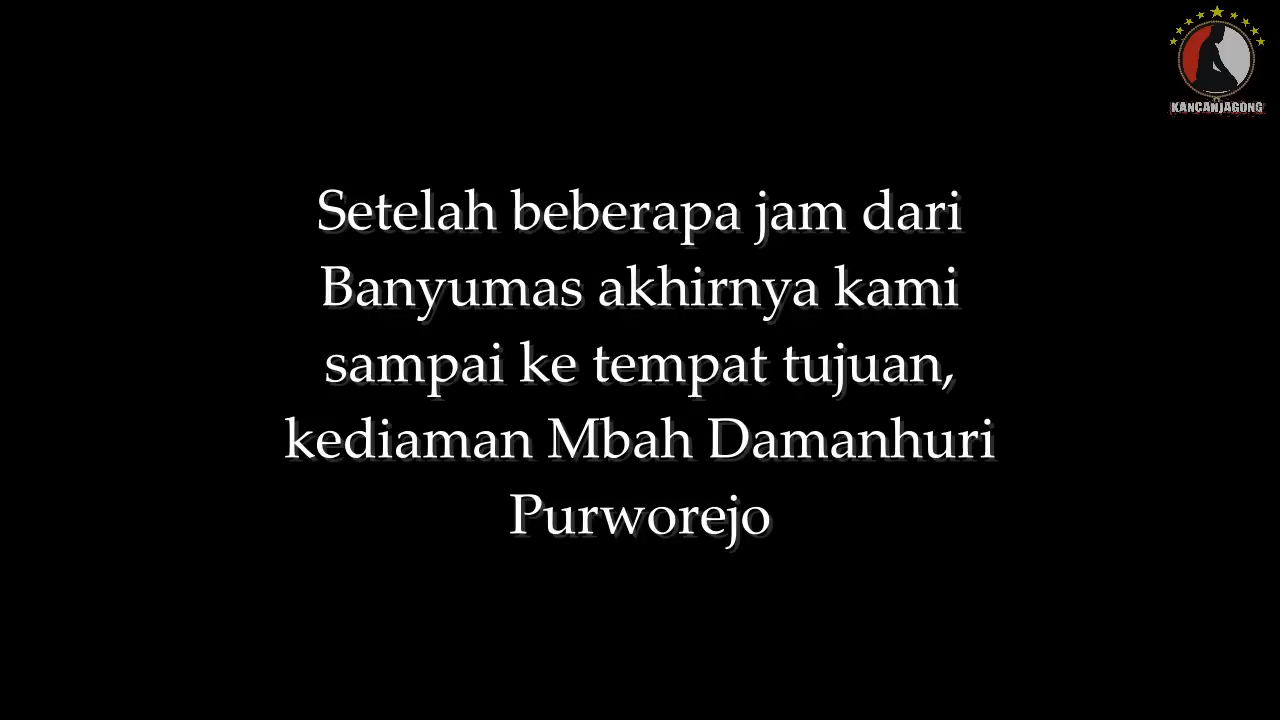 KANCANJAGONG
Setelah beberapa jam dari
Banyumas akhirnya kami
sampai ke tempat tujuan,
kediaman Mbah Damanhuri
Purworejo